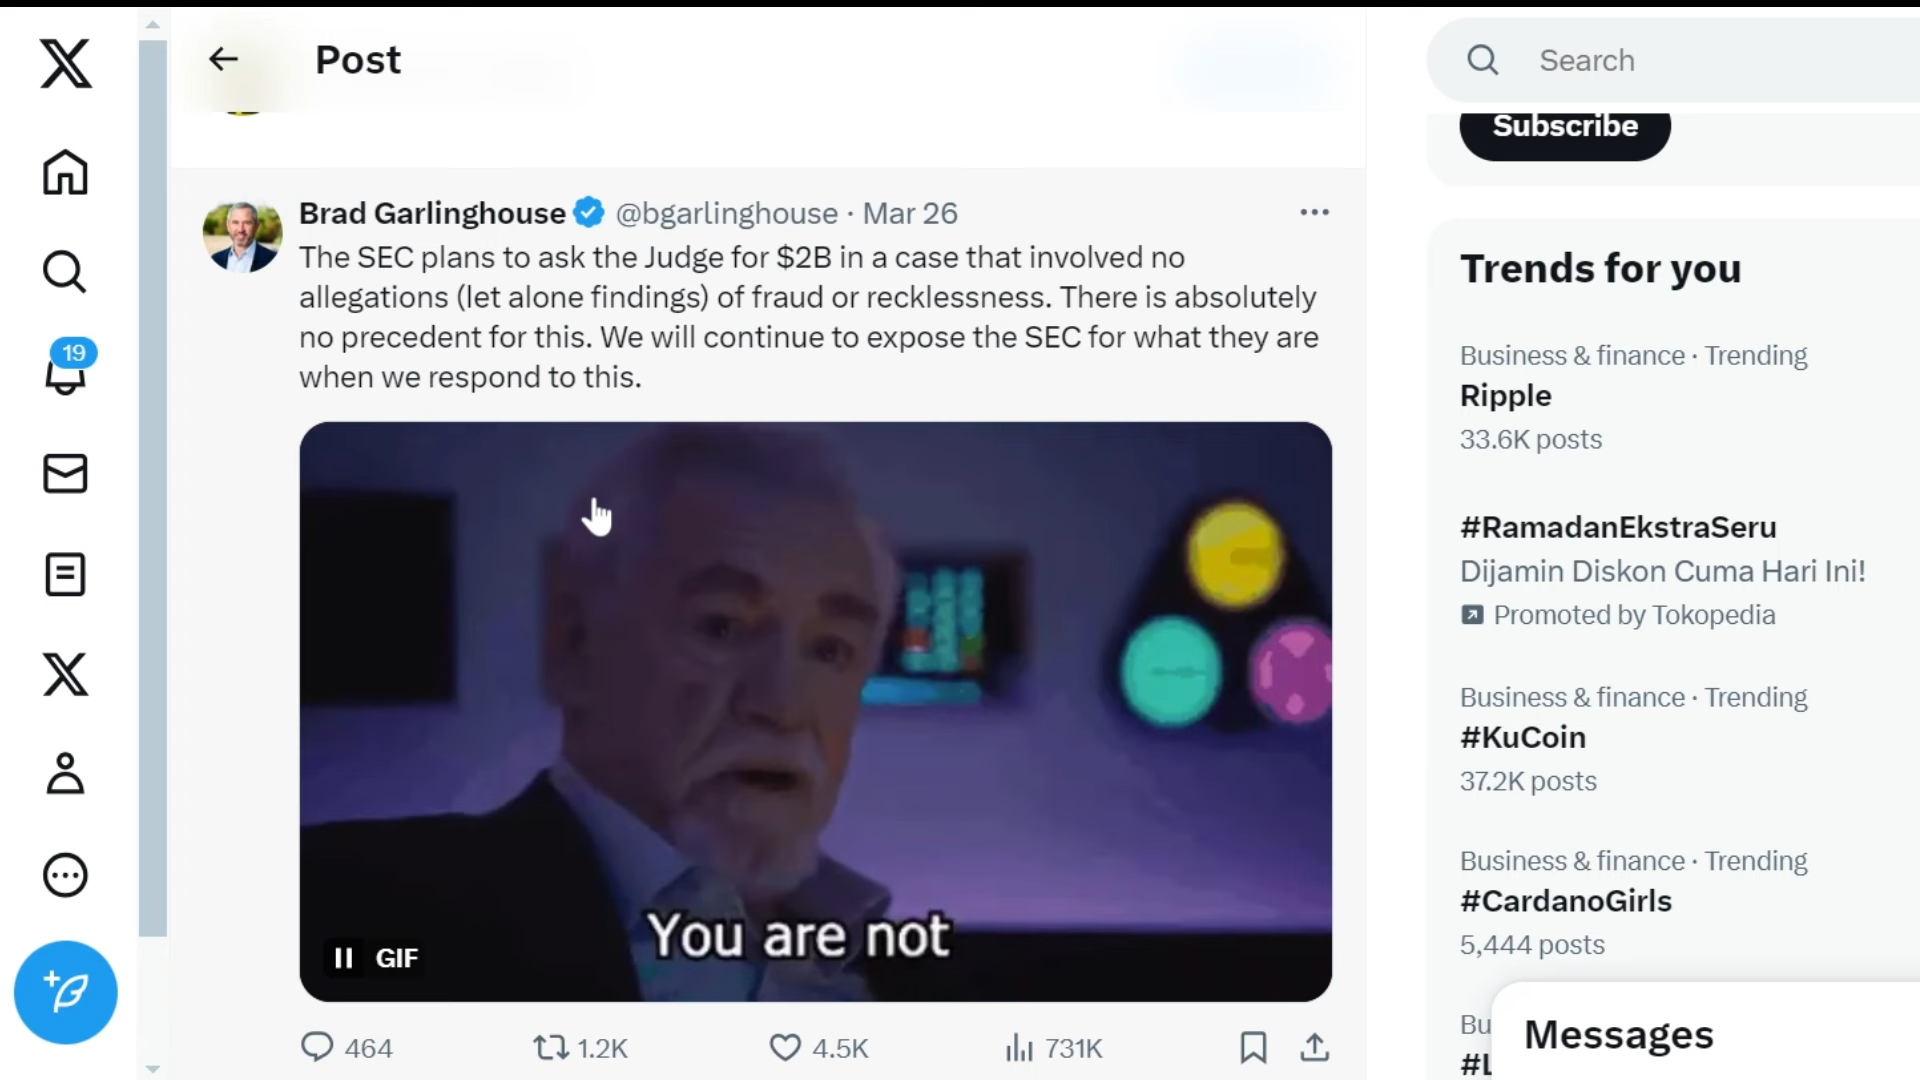 Post
Search
Subscribe
19
Brad Garlinghouse @bgarlinghouse · Mar 26
The SEC plans to ask the Judge for $2B in a case that involved no
allegations (let alone findings) of fraud or recklessness. There is absolutely
no precedent for this. We will continue to expose the SEC for what they are
when we respond to this.
You are not
GIF
464
1.2K
4.5K
731K
Trends for you
Business & finance · Trending
Ripple
33.6K posts
#RamadanEkstraSeru
Dijamin Diskon Cuma Hari Ini!
Promoted by Tokopedia
Business & finance · Trending
#KuCoin
37.2K posts
Business & finance · Trending
#CardanoGirls
5,444 posts
Messages